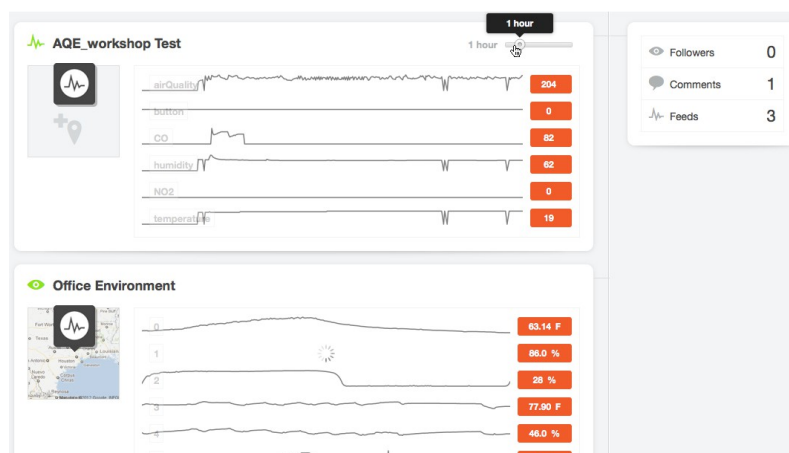 1 hour
AQE_workshop Test
1 hour
airQuality
204
button
0
CO
82
humidity
62
NO2
0
temperature
19
Followers 0
Comments 1
Feeds 3
Office Environment
0
63.14 F
1
86.0 %
2
28 %
3
77.90 F
4
46.0 %
Houston